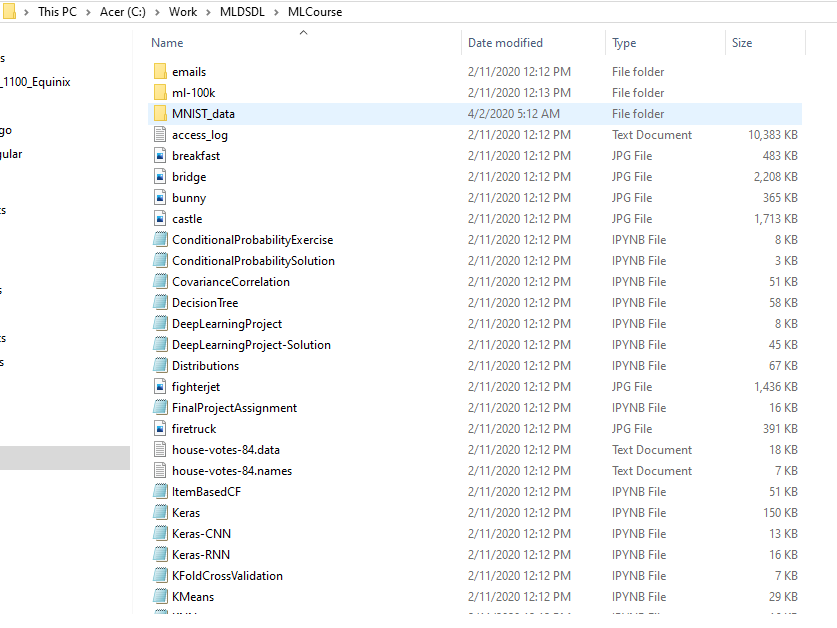 This PC > Acer (C:) > Work > MLDSDL > MLCourse
Name Date modified Type Size
s
_1100_Equinix
go
gular
ts
s
ts
s
emails 2/11/2020 12:12 PM File folder
ml-100k 2/11/2020 12:13 PM File folder
MNIST_data 4/2/2020 5:12 AM File folder
access_log 2/11/2020 12:12 PM Text Document 10,383 KB
breakfast 2/11/2020 12:12 PM JPG File 483 KB
bridge 2/11/2020 12:12 PM JPG File 2,208 KB
bunny 2/11/2020 12:12 PM JPG File 365 KB
castle 2/11/2020 12:12 PM JPG File 1,713 KB
ConditionalProbabilityExercise 2/11/2020 12:12 PM IPYNB File 8 KB
ConditionalProbabilitySolution 2/11/2020 12:12 PM IPYNB File 3 KB
CovarianceCorrelation 2/11/2020 12:12 PM IPYNB File 51 KB
DecisionTree 2/11/2020 12:12 PM IPYNB File 58 KB
DeepLearningProject 2/11/2020 12:12 PM IPYNB File 8 KB
DeepLearningProject-Solution 2/11/2020 12:12 PM IPYNB File 45 KB
Distributions 2/11/2020 12:12 PM IPYNB File 67 KB
fighterjet 2/11/2020 12:12 PM JPG File 1,436 KB
FinalProjectAssignment 2/11/2020 12:12 PM IPYNB File 16 KB
firetruck 2/11/2020 12:12 PM JPG File 391 KB
house-votes-84.data 2/11/2020 12:12 PM Text Document 18 KB
house-votes-84.names 2/11/2020 12:12 PM Text Document 7 KB
ItemBasedCF 2/11/2020 12:12 PM IPYNB File 51 KB
Keras 2/11/2020 12:12 PM IPYNB File 150 KB
Keras-CNN 2/11/2020 12:12 PM IPYNB File 13 KB
Keras-RNN 2/11/2020 12:12 PM IPYNB File 16 KB
KFoldCrossValidation 2/11/2020 12:12 PM IPYNB File 7 KB
KMeans 2/11/2020 12:12 PM IPYNB File 29 KB